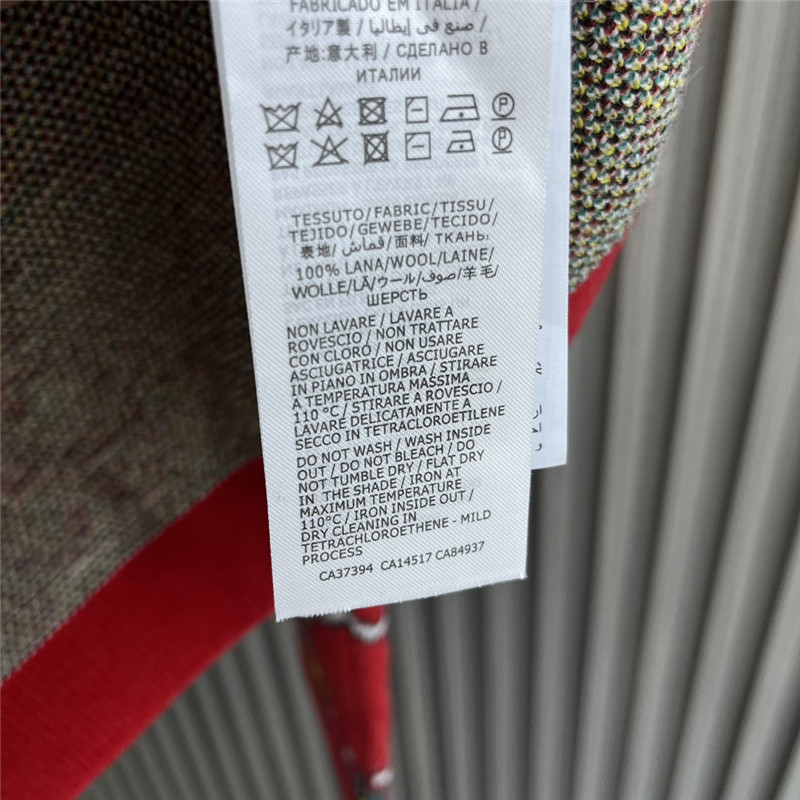 FABRICADO EM ITALIA /
イタリア製 / صنع في إيطاليا /
产地:意大利 / СДЕЛАНО В
ИТАЛИИ
TESSUTO/FABRIC/TISSU/
TEJIDO/GEWEBE/TECIDO/
表地/قماش/面料/ ТКАНЬ
100% LANA/WOOL/LAINE/
WOLLE/LÃ/ウール/صوف/羊毛/
ШЕРСТЬ
NON LAVARE / LAVARE A
ROVESCIO / NON TRATTARE
CON CLORO / NON USARE
ASCIUGATRICE / ASCIUGARE
IN PIANO IN OMBRA / STIRARE
A TEMPERATURA MASSIMA
110 °C / STIRARE A ROVESCIO /
LAVARE DELICATAMENTE A
SECCO IN TETRACLOROETILENE
DO NOT WASH / WASH INSIDE
OUT / DO NOT BLEACH / DO
NOT TUMBLE DRY / FLAT DRY
IN THE SHADE / IRON AT
MAXIMUM TEMPERATURE
110°C / IRON INSIDE OUT /
DRY CLEANING IN
TETRACHLOROETHENE - MILD
PROCESS
CA37394 CA14517 CA84937